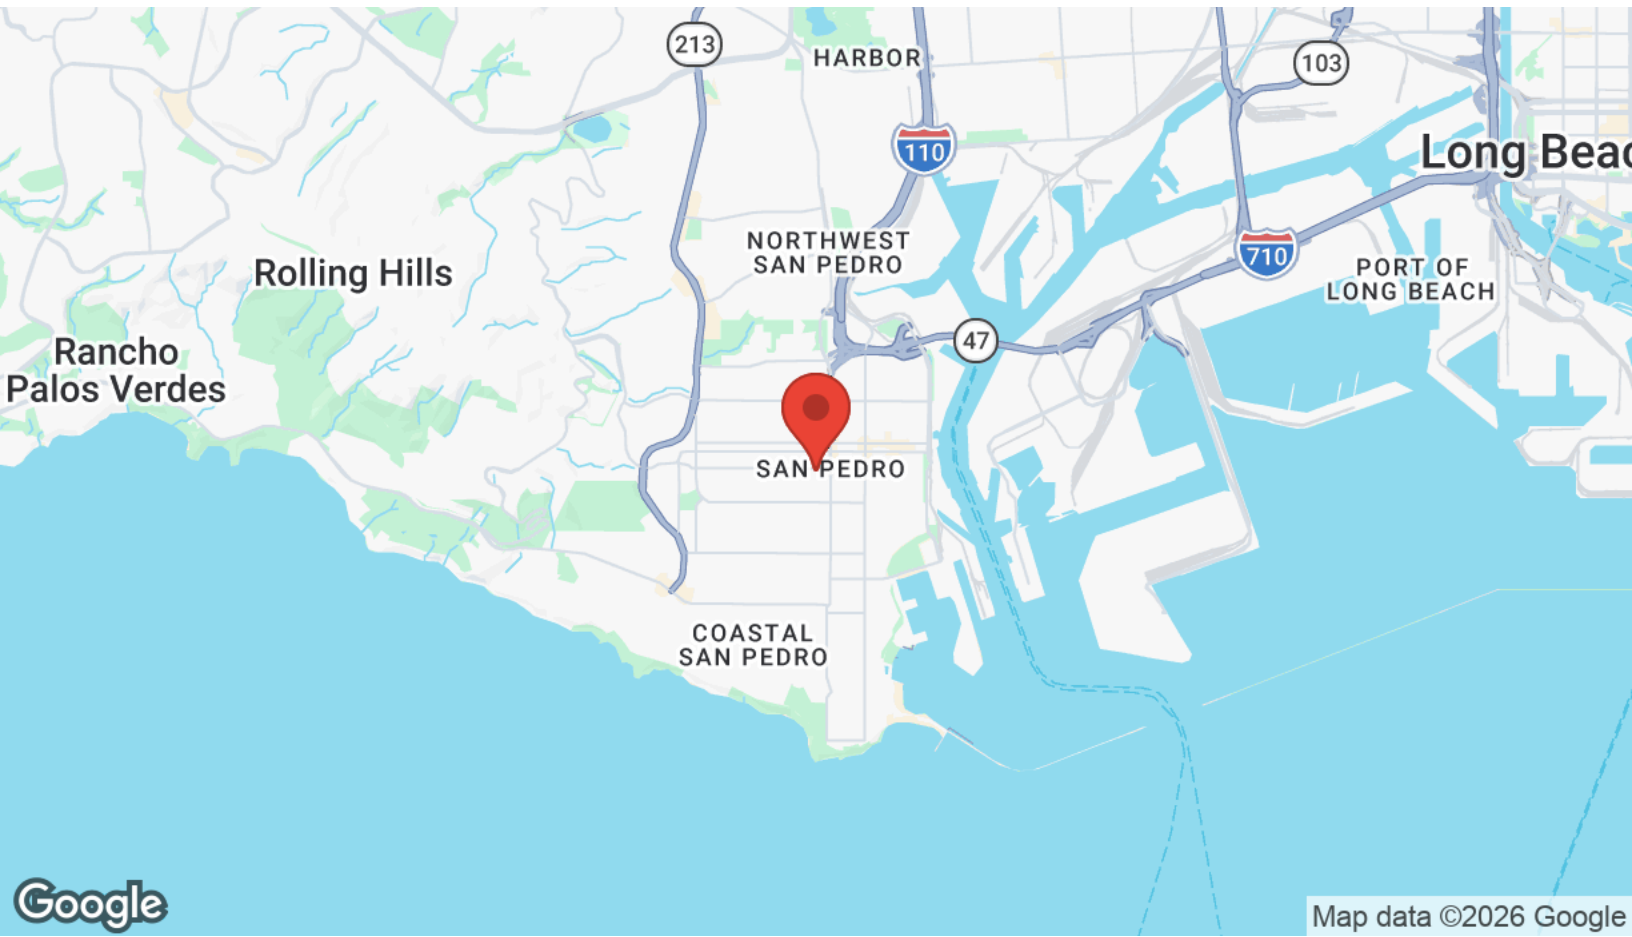 213
HARBOR
103
110
Long Beac
NORTHWEST
SAN PEDRO
710
PORT OF
LONG BEACH
Rolling Hills
47
Rancho
Palos Verdes
SAN PEDRO
COASTAL
SAN PEDRO
Google
Map data ©2026 Google